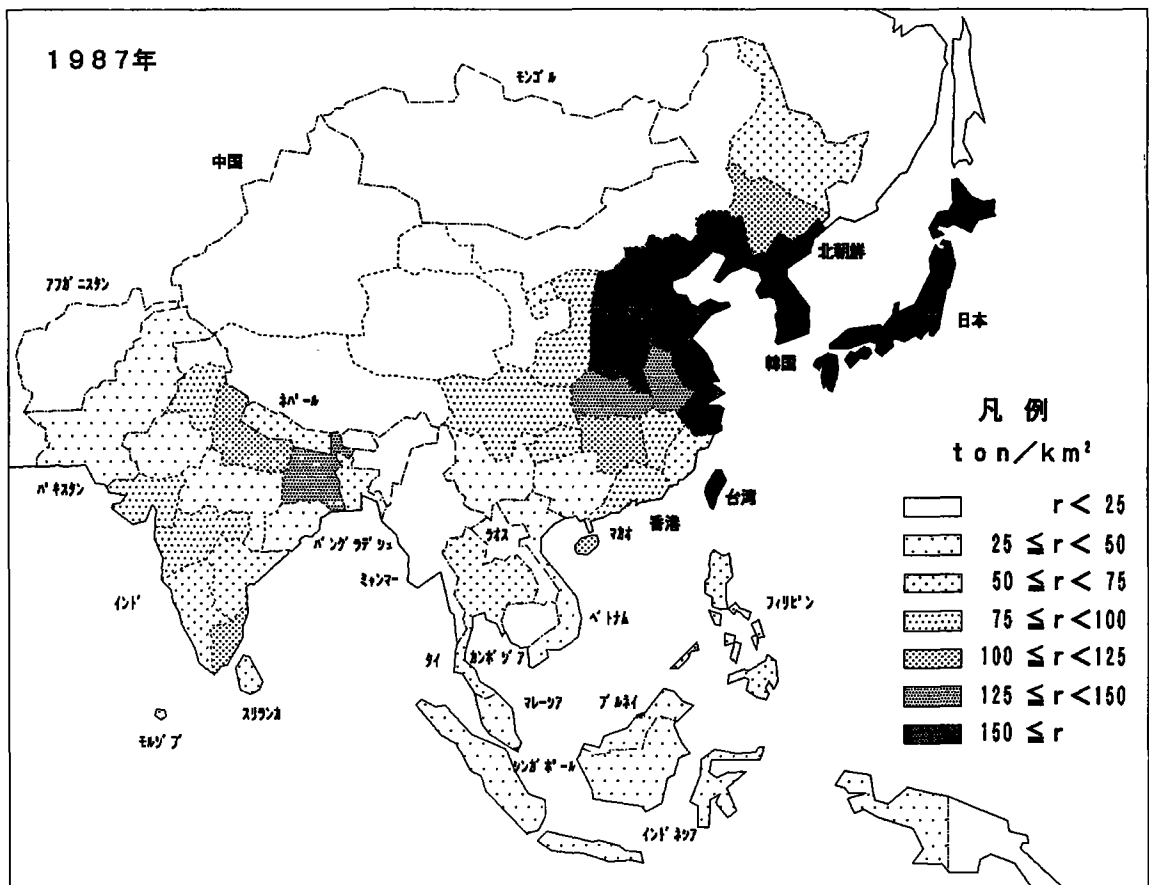 1987年
モンゴル
中国
アフガニスタン
北朝鮮
日本
韓国
ネパール
パキスタン
台湾
香港
マカオ
ラオス
バングラデシュ
ミャンマー
インド
ベトナム
フィリピン
タイ
カンボジア
スリランカ
マレーシア
ブルネイ
モルジブ
シンガポール
インドネシア
凡例
ton/km²
r < 25
25 ≦ r < 50
50 ≦ r < 75
75 ≦ r < 100
100 ≦ r < 125
125 ≦ r < 150
150 ≦ r